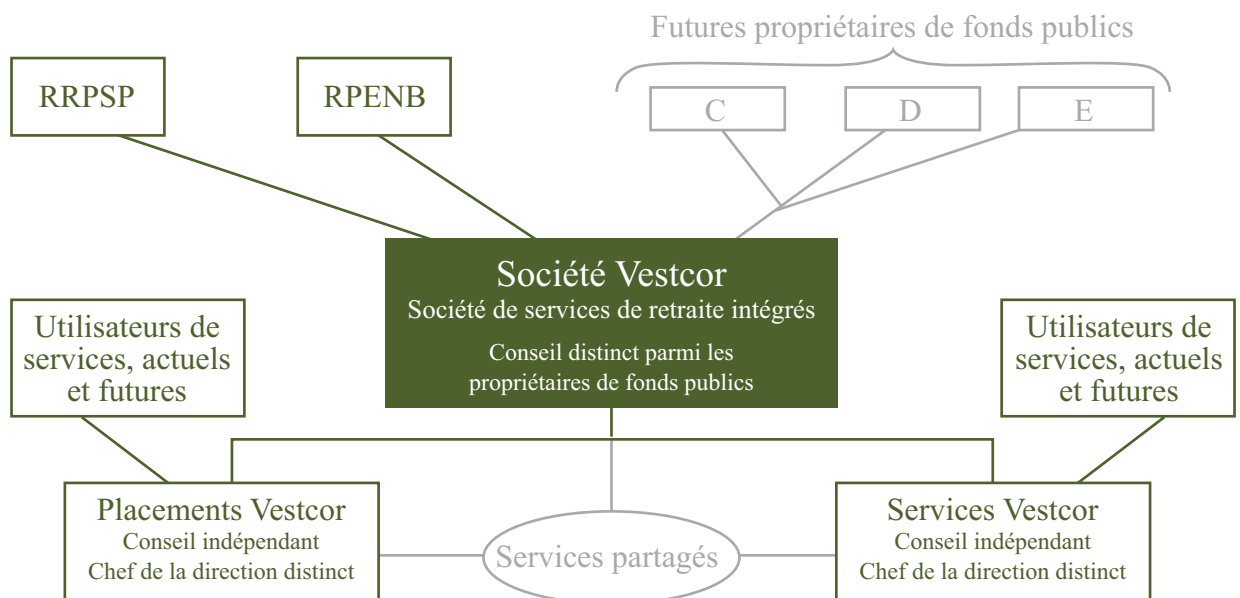 Futures propriétaires de fonds publics
RRPSP
RPENB
C
D
E
Société Vestcor
Société de services de retraite intégrés
Conseil distinct parmi les
propriétaires de fonds publics
Utilisateurs de
services, actuels
et futures
Utilisateurs de
services, actuels
et futures
Placements Vestcor
Conseil indépendant
Chef de la direction distinct
Services partagés
Services Vestcor
Conseil indépendant
Chef de la direction distinct